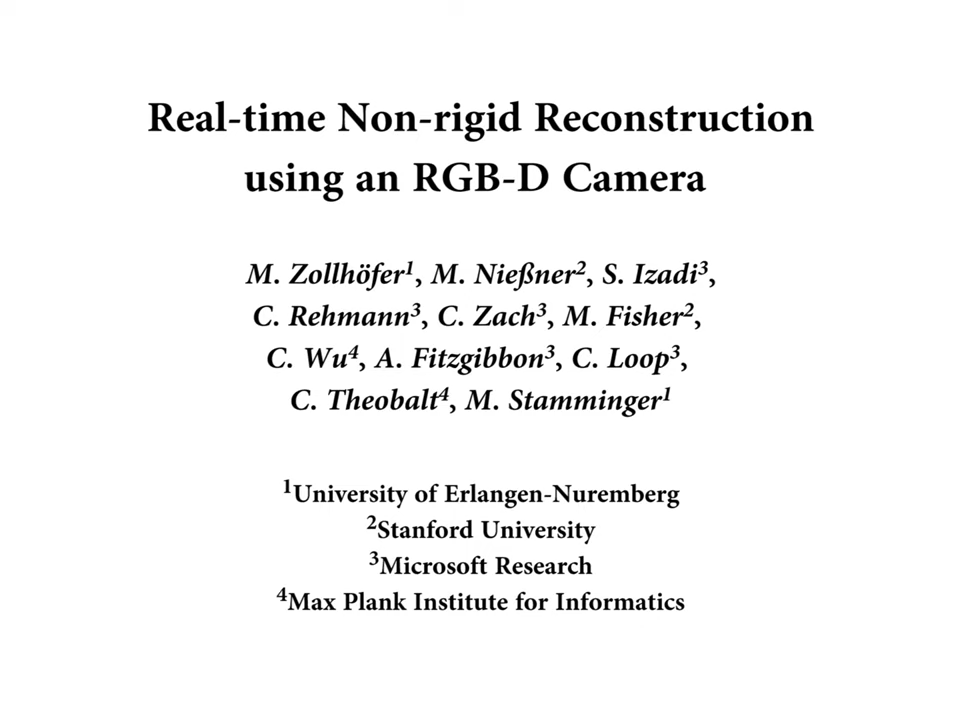 Real-time Non-rigid Reconstruction
using an RGB-D Camera
M. Zollhöfer¹, M. Nießner², S. Izadi³,
C. Rehmann³, C. Zach³, M. Fisher²,
C. Wu⁴, A. Fitzgibbon³, C. Loop³,
C. Theobalt⁴, M. Stamminger¹
¹University of Erlangen-Nuremberg
²Stanford University
³Microsoft Research
⁴Max Plank Institute for Informatics